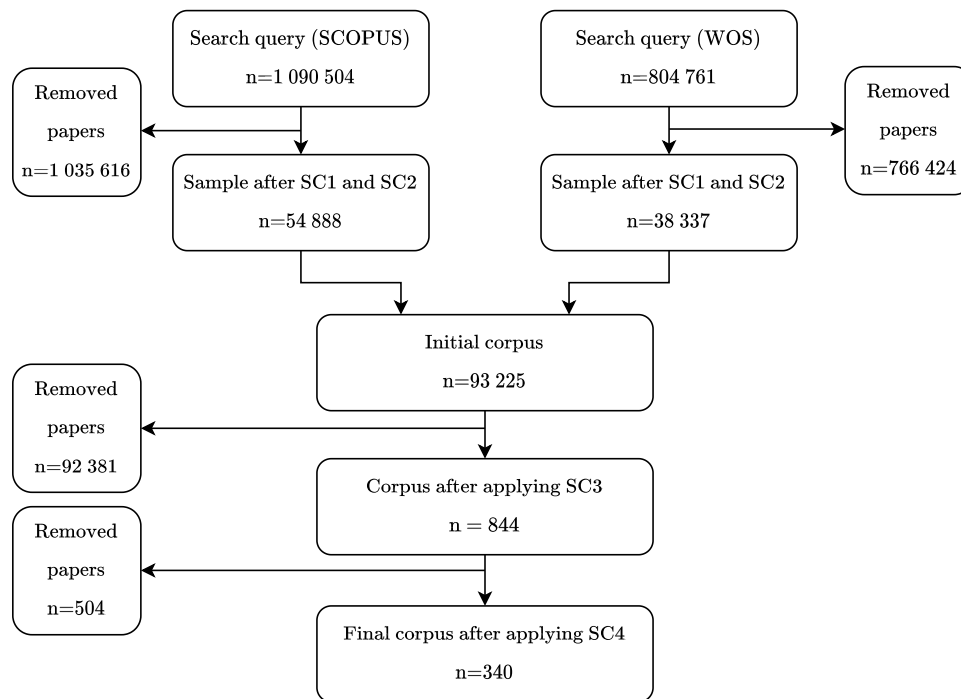 Search query (SCOPUS)
n=1 090 504
Search query (WOS)
n=804 761
Removed
papers
n=1 035 616
Removed
papers
n=766 424
Sample after SC1 and SC2
n=54 888
Sample after SC1 and SC2
n=38 337
Initial corpus
n=93 225
Removed
papers
n=92 381
Corpus after applying SC3
n = 844
Removed
papers
n=504
Final corpus after applying SC4
n=340